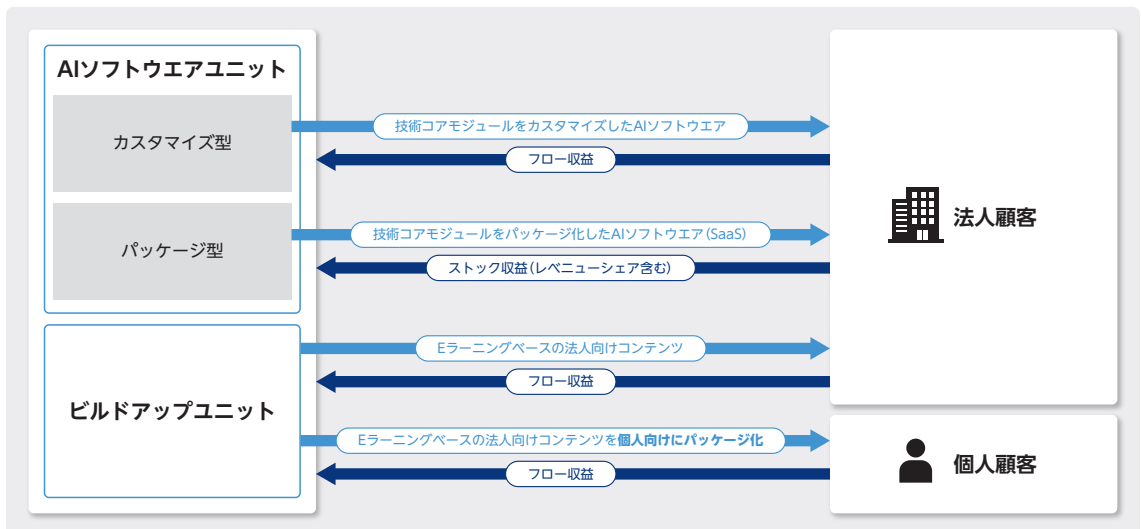 AIソフトウエアユニット
カスタマイズ型
技術コアモジュールをカスタマイズしたAIソフトウエア
フロー収益
パッケージ型
技術コアモジュールをパッケージ化したAIソフトウエア(SaaS)
ストック収益(レベニューシェア含む)
法人顧客
ビルドアップユニット
Eラーニングベースの法人向けコンテンツ
フロー収益
Eラーニングベースの法人向けコンテンツを個人向けにパッケージ化
フロー収益
個人顧客